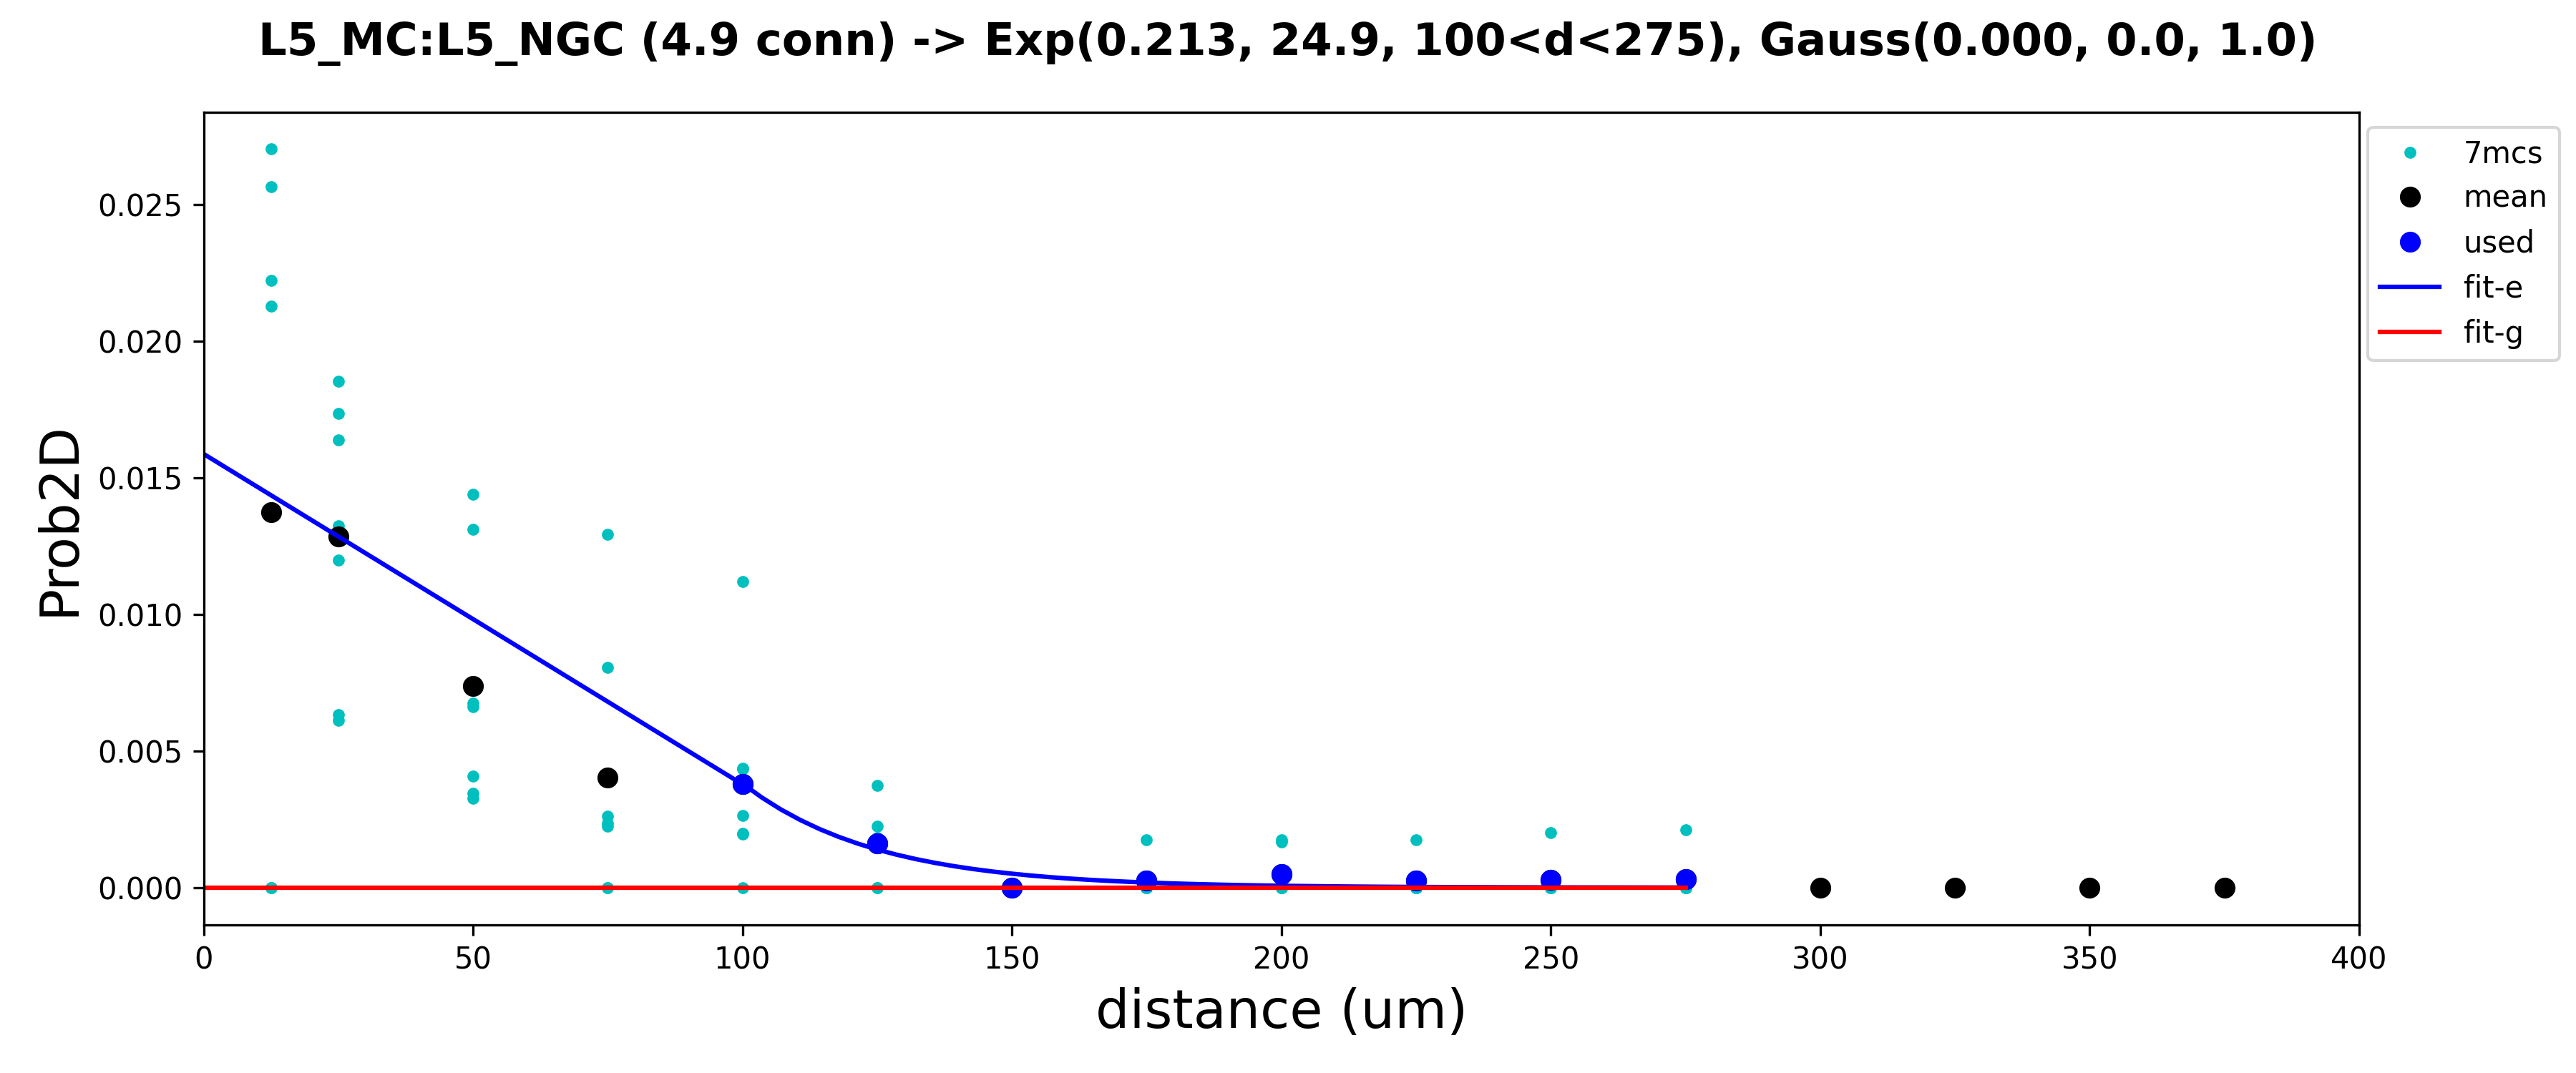 L5_MC:L5_NGC (4.9 conn) -> Exp(0.213, 24.9, 100<d<275), Gauss(0.000, 0.0, 1.0)
7mcs
mean
used
fit-e
fit-g
Prob2D
0.025
0.020
0.015
0.010
0.005
0.000
0 50 100 150 200 250 300 350 400
distance (um)